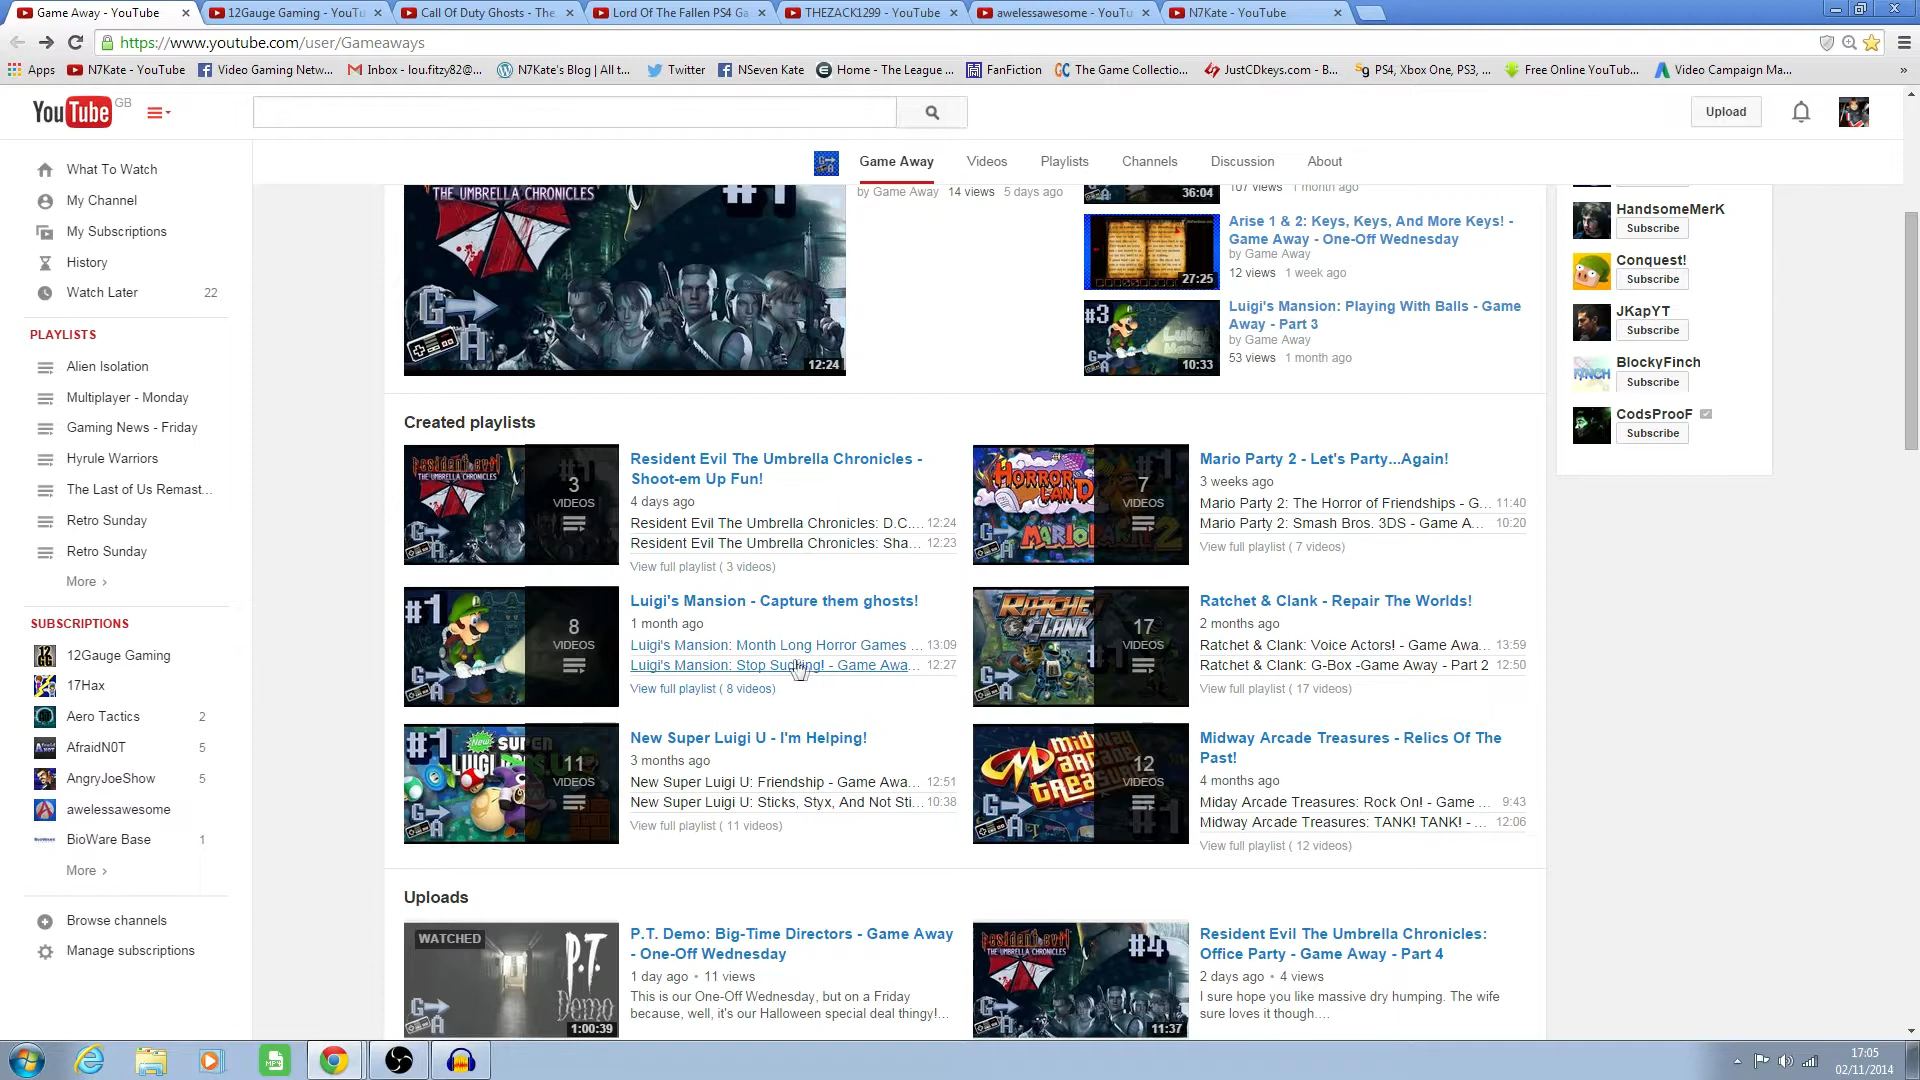 Game Away - YouTube
12Gauge Gaming - YouTu
Call Of Duty Ghosts - The
Lord Of The Fallen PS4 Ga
THEZACK1299 - YouTube
awelessawesome - YouTu
N7Kate - YouTube
https://www.youtube.com/user/Gameaways
Apps
N7Kate - YouTube
Video Gaming Netw...
Inbox - lou.fitzy82@...
N7Kate's Blog | All t...
Twitter
NSeven Kate
Home - The League ...
FanFiction
The Game Collectio...
JustCDkeys.com - B...
PS4, Xbox One, PS3, ...
Free Online YouTub...
Video Campaign Ma...
YouTube GB
Upload
Game Away
Videos
Playlists
Channels
Discussion
About
What To Watch
My Channel
My Subscriptions
History
Watch Later 22
PLAYLISTS
Alien Isolation
Multiplayer - Monday
Gaming News - Friday
Hyrule Warriors
The Last of Us Remast...
Retro Sunday
Retro Sunday
More ›
SUBSCRIPTIONS
12Gauge Gaming
17Hax
Aero Tactics 2
AfraidN0T 5
AngryJoeShow 5
awelessawesome
BioWare Base 1
More ›
Browse channels
Manage subscriptions
THE UMBRELLA CHRONICLES
#1
G
A
12:24
by Game Away 14 views 5 days ago
36:04
107 views 1 month ago
27:25
Arise 1 & 2: Keys, Keys, And More Keys! -
Game Away - One-Off Wednesday
by Game Away
12 views 1 week ago
#3
10:33
Luigi's Mansion: Playing With Balls - Game
Away - Part 3
by Game Away
53 views 1 month ago
HandsomeMerK
Subscribe
Conquest!
Subscribe
JKapYT
Subscribe
BlockyFinch
Subscribe
CodsProoF
Subscribe
Created playlists
3
VIDEOS
Resident Evil The Umbrella Chronicles -
Shoot-em Up Fun!
4 days ago
Resident Evil The Umbrella Chronicles: D.C.... 12:24
Resident Evil The Umbrella Chronicles: Sha... 12:23
View full playlist ( 3 videos)
HORROR
LAND
MARIO
7
VIDEOS
Mario Party 2 - Let's Party...Again!
3 weeks ago
Mario Party 2: The Horror of Friendships - G... 11:40
Mario Party 2: Smash Bros. 3DS - Game A... 10:20
View full playlist ( 7 videos)
#1
8
VIDEOS
Luigi's Mansion - Capture them ghosts!
1 month ago
Luigi's Mansion: Month Long Horror Games ... 13:09
Luigi's Mansion: Stop Sucking! - Game Awa... 12:27
View full playlist ( 8 videos)
RATCHET
CLANK
17
VIDEOS
Ratchet & Clank - Repair The Worlds!
2 months ago
Ratchet & Clank: Voice Actors! - Game Awa... 13:59
Ratchet & Clank: G-Box -Game Away - Part 2 12:50
View full playlist ( 17 videos)
#1
New
SUPER
LUIGI
11
VIDEOS
New Super Luigi U - I'm Helping!
3 months ago
New Super Luigi U: Friendship - Game Awa... 12:51
New Super Luigi U: Sticks, Styx, And Not Sti... 10:38
View full playlist ( 11 videos)
12
VIDEOS
Midway Arcade Treasures - Relics Of The
Past!
4 months ago
Miday Arcade Treasures: Rock On! - Game ... 9:43
Midway Arcade Treasures: TANK! TANK! - ... 12:06
View full playlist ( 12 videos)
Uploads
WATCHED
P.T.
Demo
1:00:39
P.T. Demo: Big-Time Directors - Game Away
- One-Off Wednesday
1 day ago • 11 views
This is our One-Off Wednesday, but on a Friday
because, well, it's our Halloween special deal thingy!...
resident evil
THE UMBRELLA CHRONICLES
#4
11:37
Resident Evil The Umbrella Chronicles:
Office Party - Game Away - Part 4
2 days ago • 4 views
I sure hope you like massive dry humping. The wife
sure loves it though....
17:05
02/11/2014